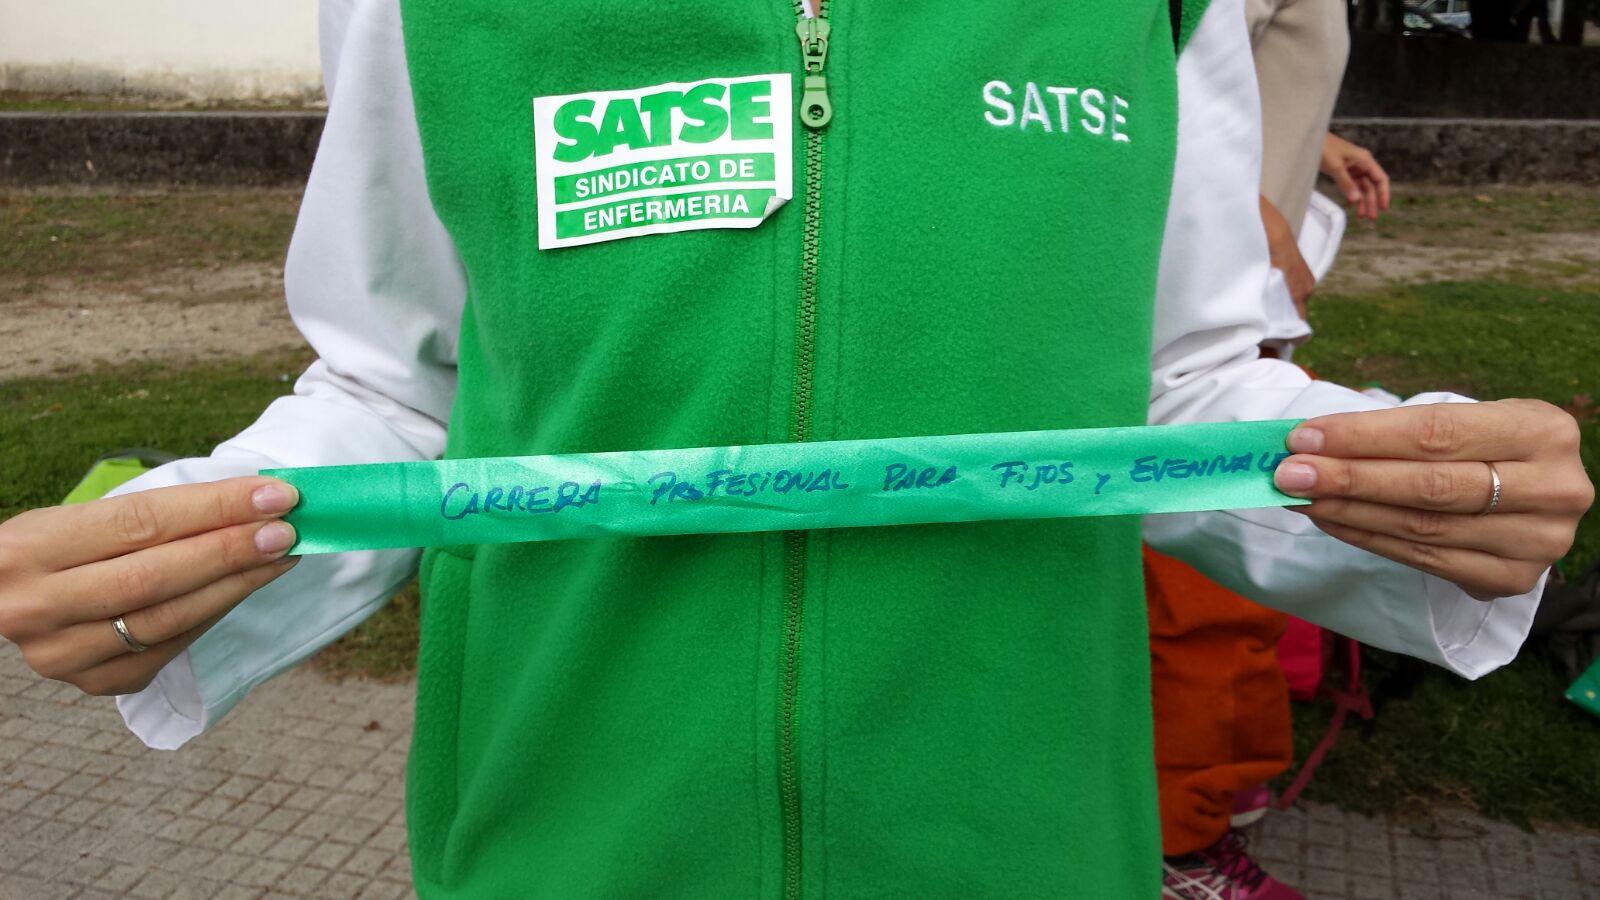 SATSE
SINDICATO DE
ENFERMERIA
SATSE
CARRERA PROFESIONAL PARA FIJOS y